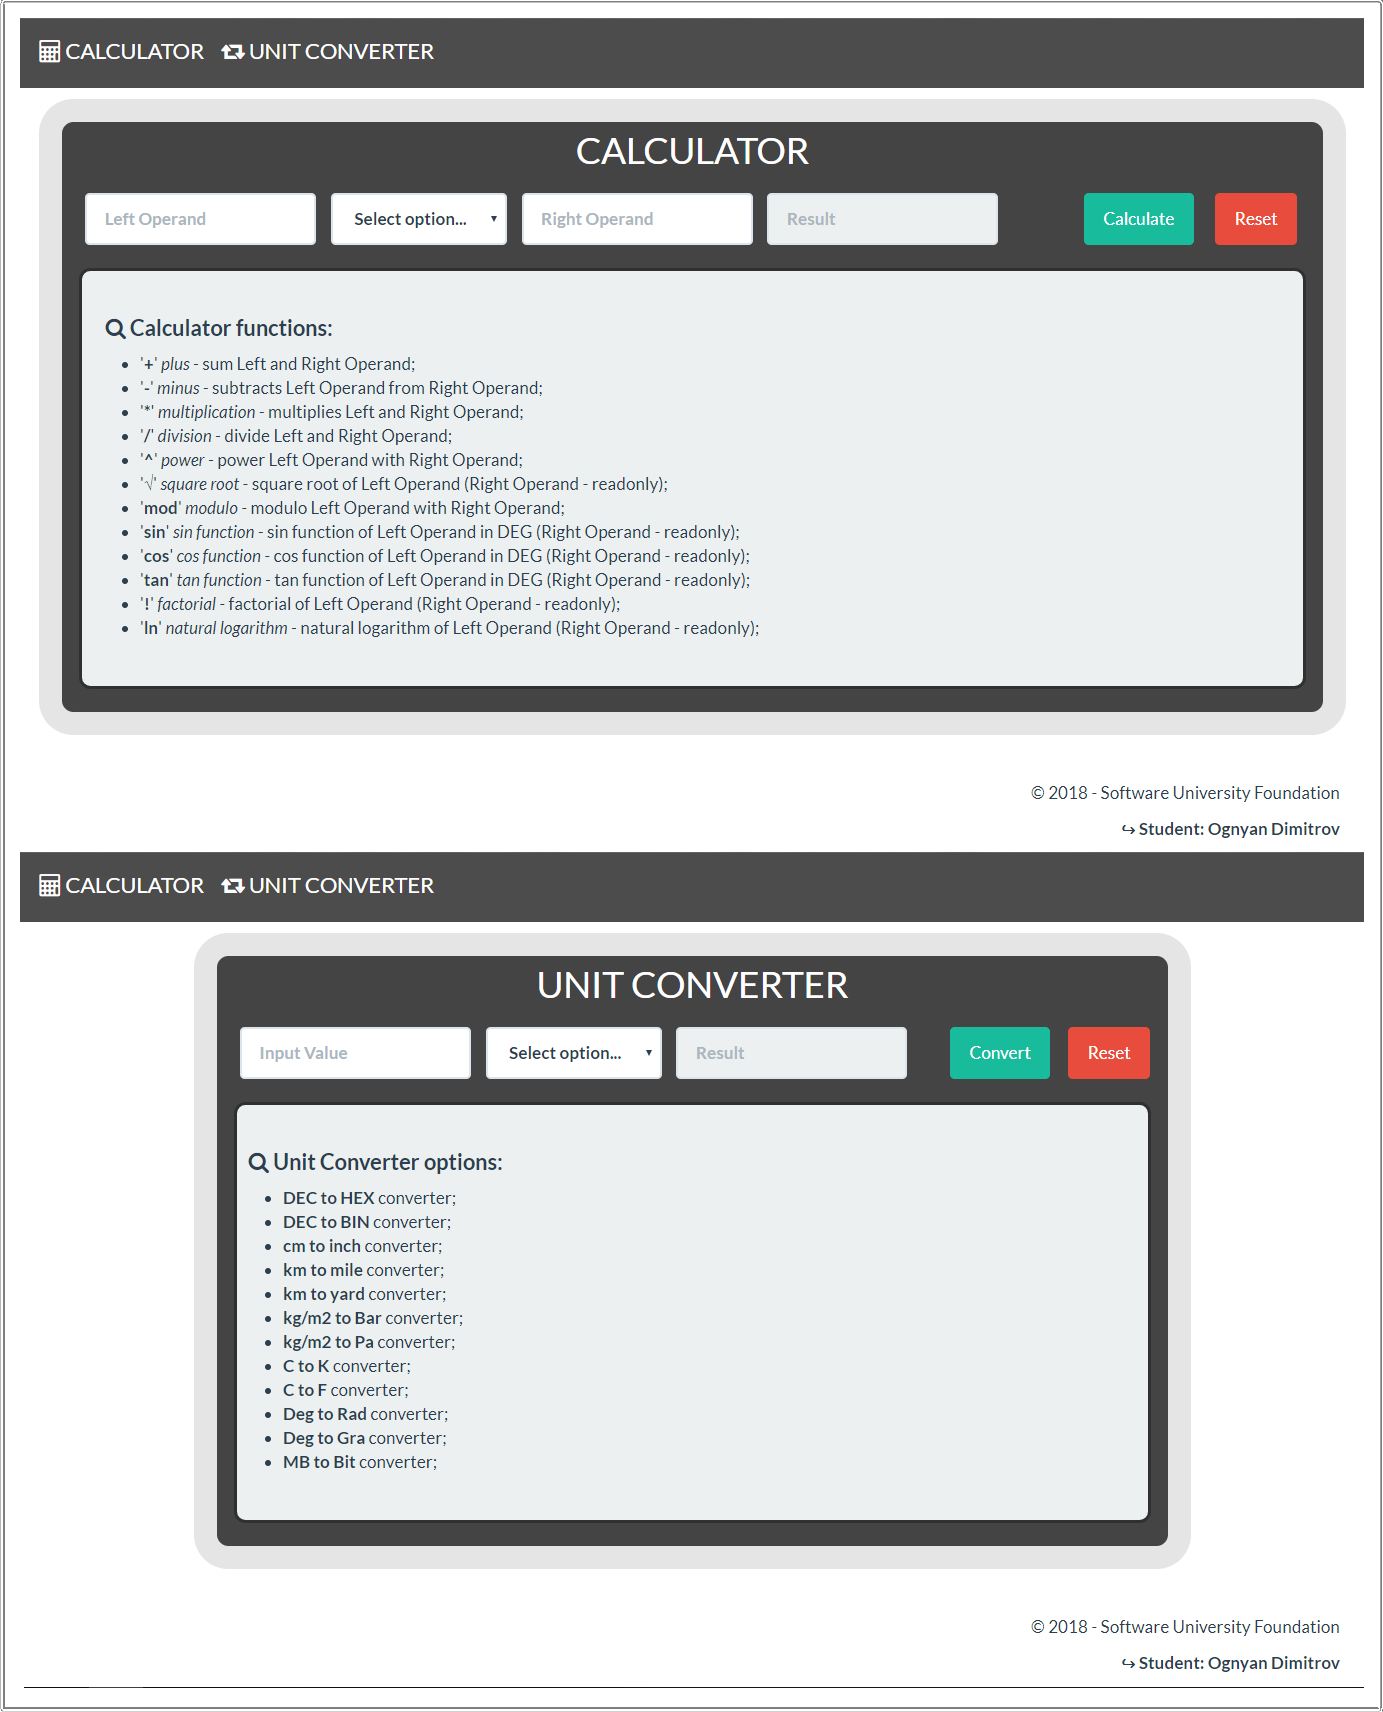 CALCULATOR UNIT CONVERTER
CALCULATOR
Left Operand Select option... Right Operand Result Calculate Reset
Calculator functions:
• '+' plus - sum Left and Right Operand;
• '-' minus - subtracts Left Operand from Right Operand;
• '*' multiplication - multiplies Left and Right Operand;
• '/' division - divide Left and Right Operand;
• '^' power - power Left Operand with Right Operand;
• '√' square root - square root of Left Operand (Right Operand - readonly);
• 'mod' modulo - modulo Left Operand with Right Operand;
• 'sin' sin function - sin function of Left Operand in DEG (Right Operand - readonly);
• 'cos' cos function - cos function of Left Operand in DEG (Right Operand - readonly);
• 'tan' tan function - tan function of Left Operand in DEG (Right Operand - readonly);
• '!' factorial - factorial of Left Operand (Right Operand - readonly);
• 'ln' natural logarithm - natural logarithm of Left Operand (Right Operand - readonly);
© 2018 - Software University Foundation
↪ Student: Ognyan Dimitrov
CALCULATOR UNIT CONVERTER
UNIT CONVERTER
Input Value Select option... Result Convert Reset
Unit Converter options:
• DEC to HEX converter;
• DEC to BIN converter;
• cm to inch converter;
• km to mile converter;
• km to yard converter;
• kg/m2 to Bar converter;
• kg/m2 to Pa converter;
• C to K converter;
• C to F converter;
• Deg to Rad converter;
• Deg to Gra converter;
• MB to Bit converter;
© 2018 - Software University Foundation
↪ Student: Ognyan Dimitrov